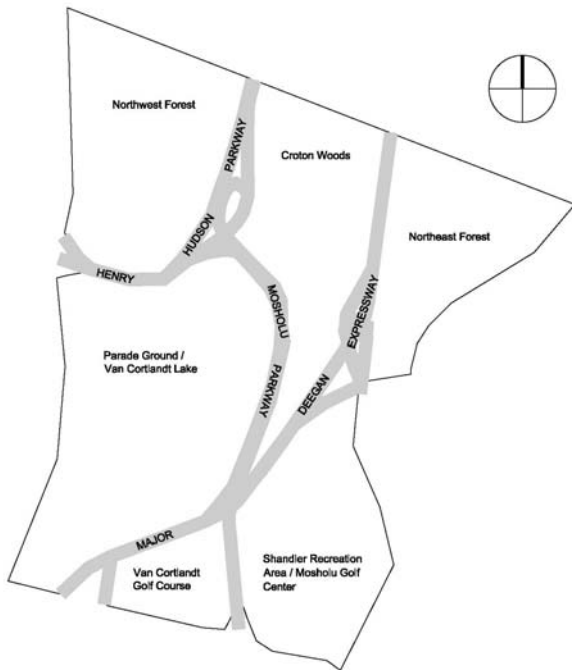 Northwest Forest
PARKWAY
Croton Woods
HUDSON
Northeast Forest
HENRY
MOSHOLU
EXPRESSWAY
Parade Ground /
Van Cortlandt Lake
PARKWAY
DEEGAN
MAJOR
Van Cortlandt
Golf Course
Shandler Recreation
Area / Mosholu Golf
Center